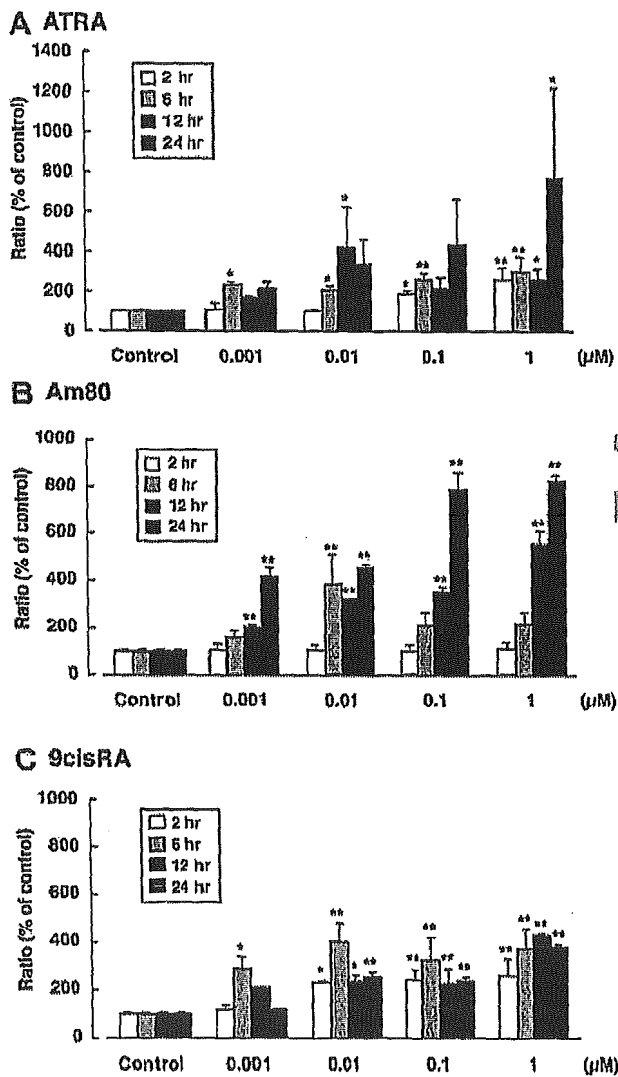 A ATRA
1400
1200
1000
800
600
400
200
0
Ratio (% of control)
2 hr
6 hr
12 hr
24 hr
*
*
*
*
*
**
**
**
*
*
Control 0.001 0.01 0.1 1 (µM)
B Am80
1000
800
600
400
200
0
Ratio (% of control)
2 hr
6 hr
12 hr
24 hr
**
**
**
**
**
**
**
**
**
Control 0.001 0.01 0.1 1 (µM)
C 9cisRA
1000
800
600
400
200
0
Ratio (% of control)
2 hr
6 hr
12 hr
24 hr
*
*
**
*
**
**
**
**
**
**
**
**
**
Control 0.001 0.01 0.1 1 (µM)